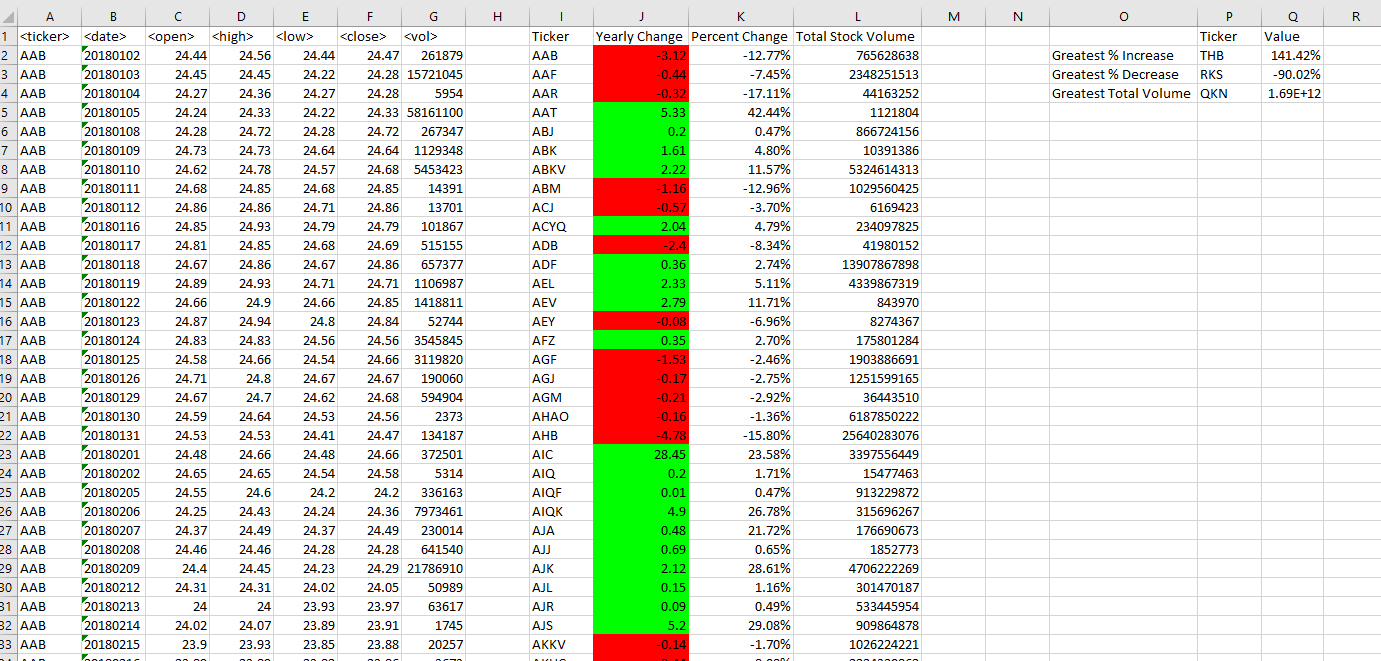 A B C D E F G H I J K L M N O P Q R
1 <ticker> <date> <open> <high> <low> <close> <vol> Ticker Yearly Change Percent Change Total Stock Volume Ticker Value
2 AAB 20180102 24.44 24.56 24.44 24.47 261879 AAB -3.12 -12.77% 765628638 Greatest % Increase THB 141.42%
3 AAB 20180103 24.45 24.45 24.22 24.28 15721045 AAF -0.44 -7.45% 2348251513 Greatest % Decrease RKS -90.02%
4 AAB 20180104 24.27 24.36 24.27 24.28 5954 AAR -0.32 -17.11% 44163252 Greatest Total Volume QKN 1.69E+12
5 AAB 20180105 24.24 24.33 24.22 24.33 58161100 AAT 5.33 42.44% 1121804
6 AAB 20180108 24.28 24.72 24.28 24.72 267347 ABJ 0.2 0.47% 866724156
7 AAB 20180109 24.73 24.73 24.64 24.64 1129348 ABK 1.61 4.80% 10391386
8 AAB 20180110 24.62 24.78 24.57 24.68 5453423 ABKV 2.22 11.57% 5324614313
9 AAB 20180111 24.68 24.85 24.68 24.85 14391 ABM -1.16 -12.96% 1029560425
10 AAB 20180112 24.86 24.86 24.71 24.86 13701 ACJ -0.57 -3.70% 6169423
11 AAB 20180116 24.85 24.93 24.79 24.79 101867 ACYQ 2.04 4.79% 234097825
12 AAB 20180117 24.81 24.85 24.68 24.69 515155 ADB -2.4 -8.34% 41980152
13 AAB 20180118 24.67 24.86 24.67 24.86 657377 ADF 0.36 2.74% 13907867898
14 AAB 20180119 24.89 24.93 24.71 24.71 1106987 AEL 2.33 5.11% 4339867319
15 AAB 20180122 24.66 24.9 24.66 24.85 1418811 AEV 2.79 11.71% 843970
16 AAB 20180123 24.87 24.94 24.8 24.84 52744 AEY -0.08 -6.96% 8274367
17 AAB 20180124 24.83 24.83 24.56 24.56 3545845 AFZ 0.35 2.70% 175801284
18 AAB 20180125 24.58 24.66 24.54 24.66 3119820 AGF -1.53 -2.46% 1903886691
19 AAB 20180126 24.71 24.8 24.67 24.67 190060 AGJ -0.17 -2.75% 1251599165
20 AAB 20180129 24.67 24.7 24.62 24.68 594904 AGM -0.21 -2.92% 36443510
21 AAB 20180130 24.59 24.64 24.53 24.56 2373 AHAO -0.16 -1.36% 6187850222
22 AAB 20180131 24.53 24.53 24.41 24.47 134187 AHB -4.78 -15.80% 25640283076
23 AAB 20180201 24.48 24.66 24.48 24.66 372501 AIC 28.45 23.58% 3397556449
24 AAB 20180202 24.65 24.65 24.54 24.58 5314 AIQ 0.2 1.71% 15477463
25 AAB 20180205 24.55 24.6 24.2 24.2 336163 AIQF 0.01 0.47% 913229872
26 AAB 20180206 24.25 24.43 24.24 24.36 7973461 AIQK 4.9 26.78% 315696267
27 AAB 20180207 24.37 24.49 24.37 24.49 230014 AJA 0.48 21.72% 176690673
28 AAB 20180208 24.46 24.46 24.28 24.28 641540 AJJ 0.69 0.65% 1852773
29 AAB 20180209 24.4 24.45 24.23 24.29 21786910 AJK 2.12 28.61% 4706222269
30 AAB 20180212 24.31 24.31 24.02 24.05 50989 AJL 0.15 1.16% 301470187
31 AAB 20180213 24 24 23.93 23.97 63617 AJR 0.09 0.49% 533445954
32 AAB 20180214 24.02 24.07 23.89 23.91 1745 AJS 5.2 29.08% 909864878
33 AAB 20180215 23.9 23.93 23.85 23.88 20257 AKKV -0.14 -1.70% 1026224221